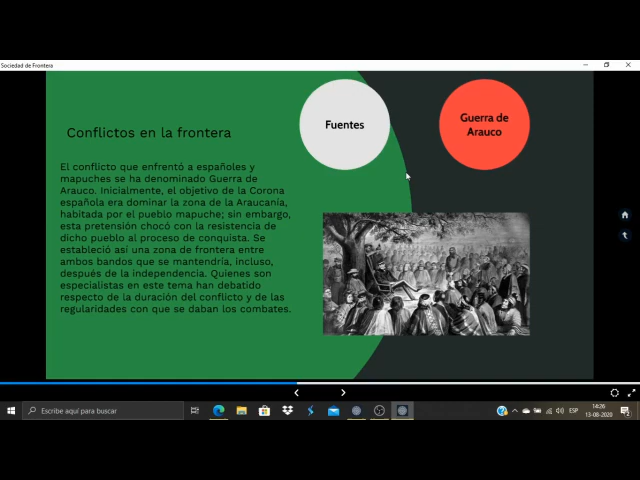 Sociedad de Frontera
Fuentes
Guerra de
Arauco
Conflictos en la frontera
El conflicto que enfrentó a españoles y
mapuches se ha denominado Guerra de
Arauco. Inicialmente, el objetivo de la Corona
española era dominar la zona de la Araucanía,
habitada por el pueblo mapuche; sin embargo,
esta pretensión chocó con la resistencia de
dicho pueblo al proceso de conquista. Se
estableció así una zona de frontera entre
ambos bandos que se mantendría, incluso,
después de la independencia. Quienes son
especialistas en este tema han debatido
respecto de la duración del conflicto y de las
regularidades con que se daban los combates.
Escribe aquí para buscar
ESP
14:26
13-08-2020
2